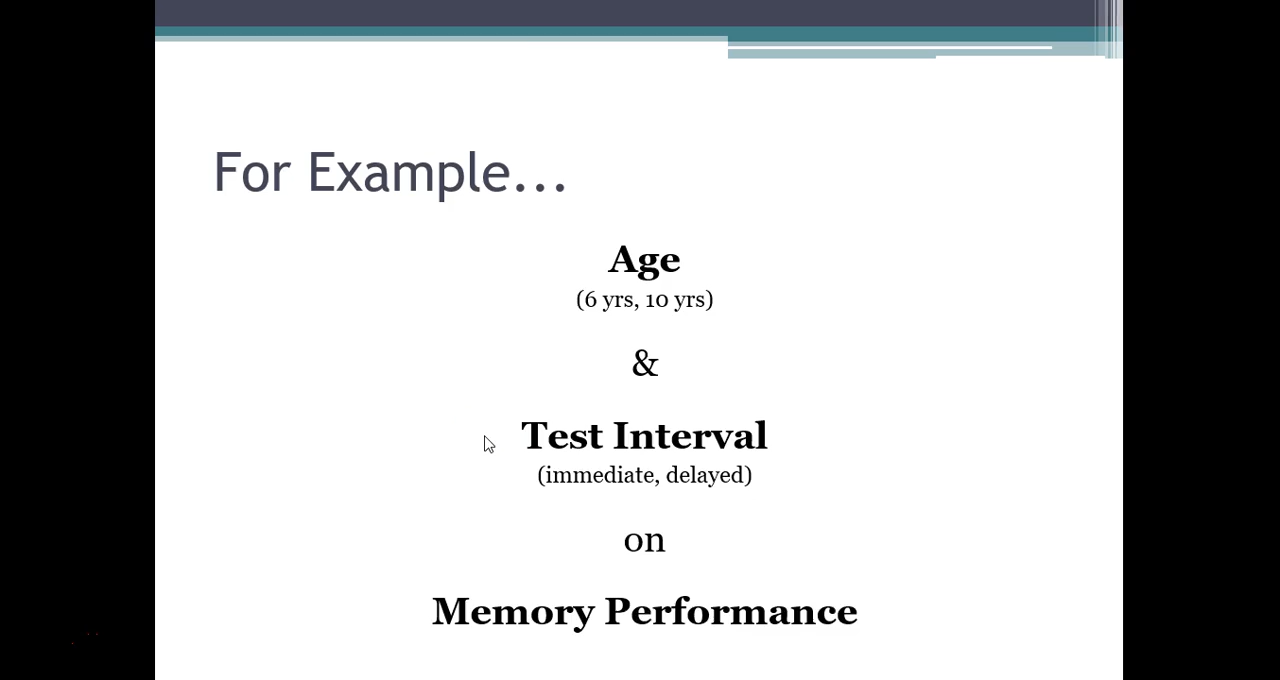 For Example...
Age
(6 yrs, 10 yrs)
&
Test Interval
(immediate, delayed)
on
Memory Performance